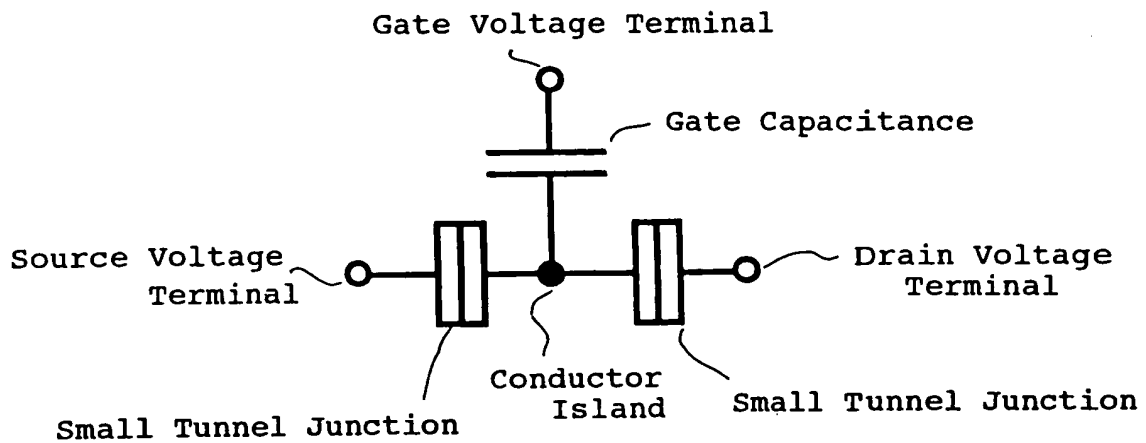 Gate Voltage Terminal
Gate Capacitance
Source Voltage
Terminal
Drain Voltage
Terminal
Conductor
Island
Small Tunnel Junction
Small Tunnel Junction